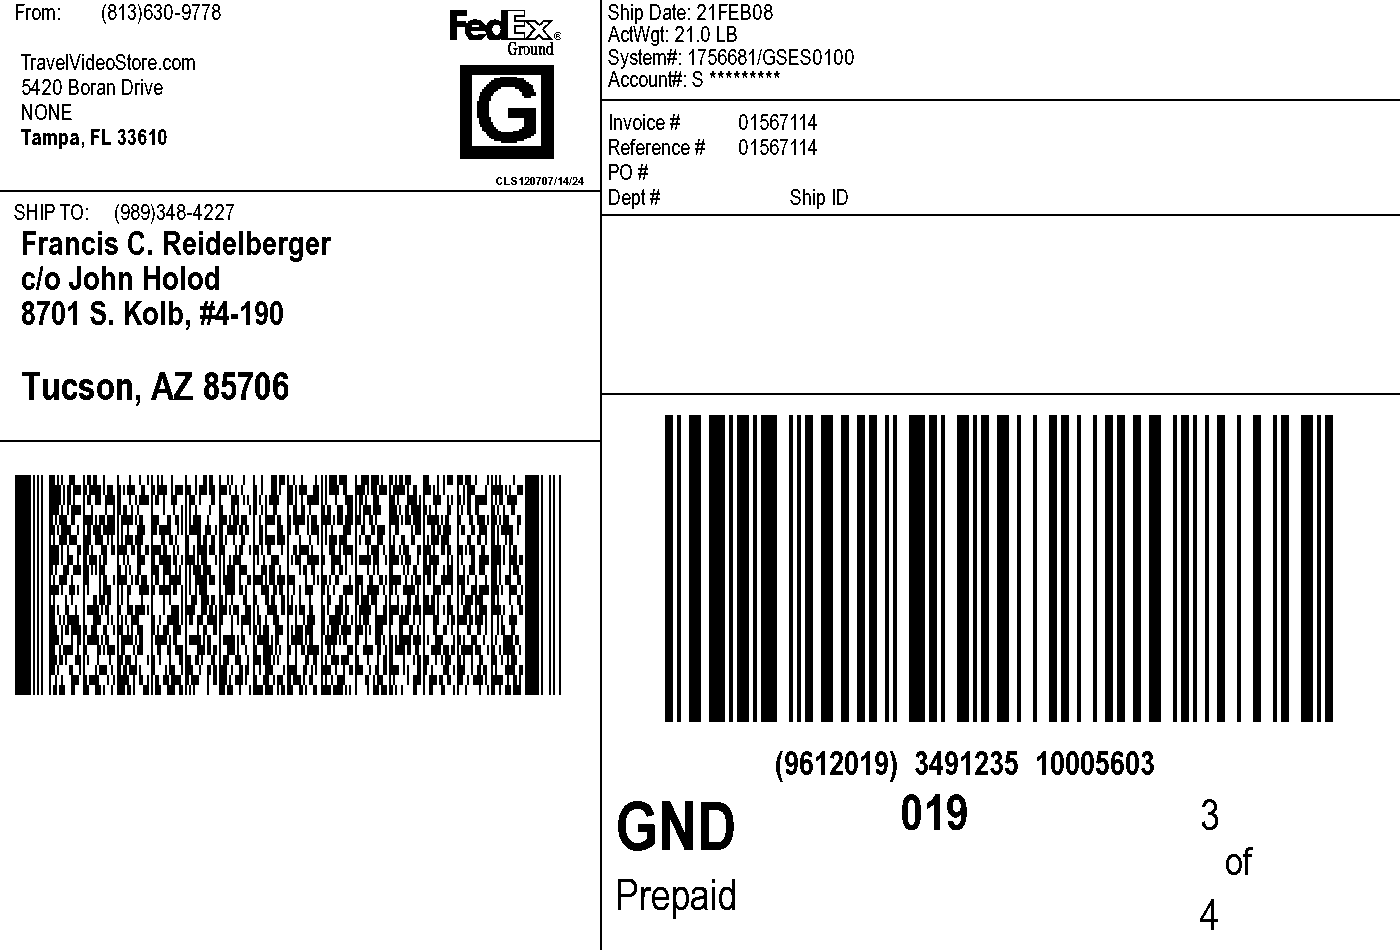 From: (813)630-9778
TravelVideoStore.com
5420 Boran Drive
NONE
Tampa, FL 33610
FedEx®
Ground
G
CLS120707/14/24
SHIP TO: (989)348-4227
Francis C. Reidelberger
c/o John Holod
8701 S. Kolb, #4-190
Tucson, AZ 85706
Ship Date: 21FEB08
ActWgt: 21.0 LB
System#: 1756681/GSES0100
Account#: S *********
Invoice # 01567114
Reference # 01567114
PO #
Dept # Ship ID
(9612019) 3491235 10005603
GND 019 3
of
Prepaid 4